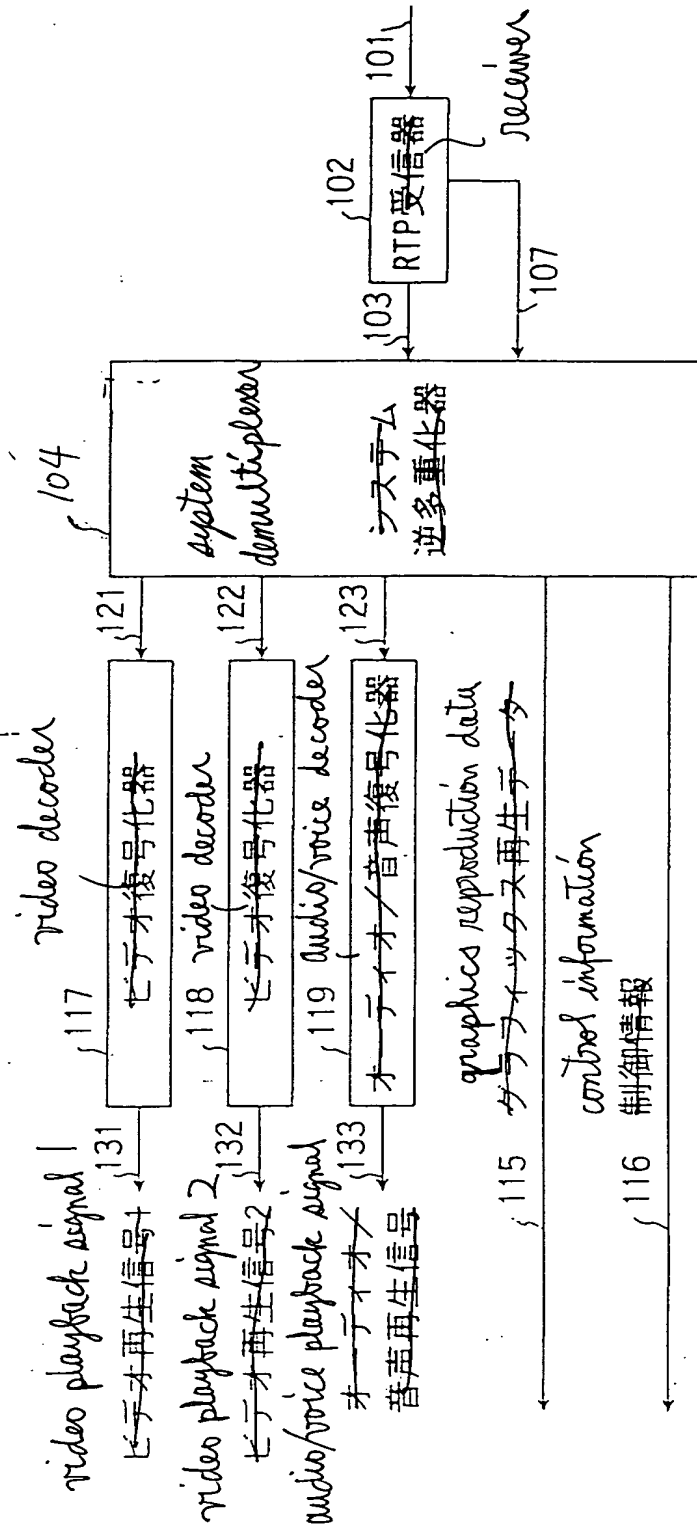 video playback signal 1
ビデオ再生信号1
131
117
video decoder
ビデオ復号化器
121
104
system
demultiplexer
システム
逆多重化器
103
102
RTP受信器
receiver
101
107
video playback signal 2
ビデオ再生信号2
132
118
video decoder
ビデオ復号化器
122
audio/voice playback signal
オーディオ/
音声再生信号
133
119
audio/voice decoder
オーディオ/音声復号化器
123
115
graphics reproduction data
グラフィックス再生データ
116
control information
制御情報